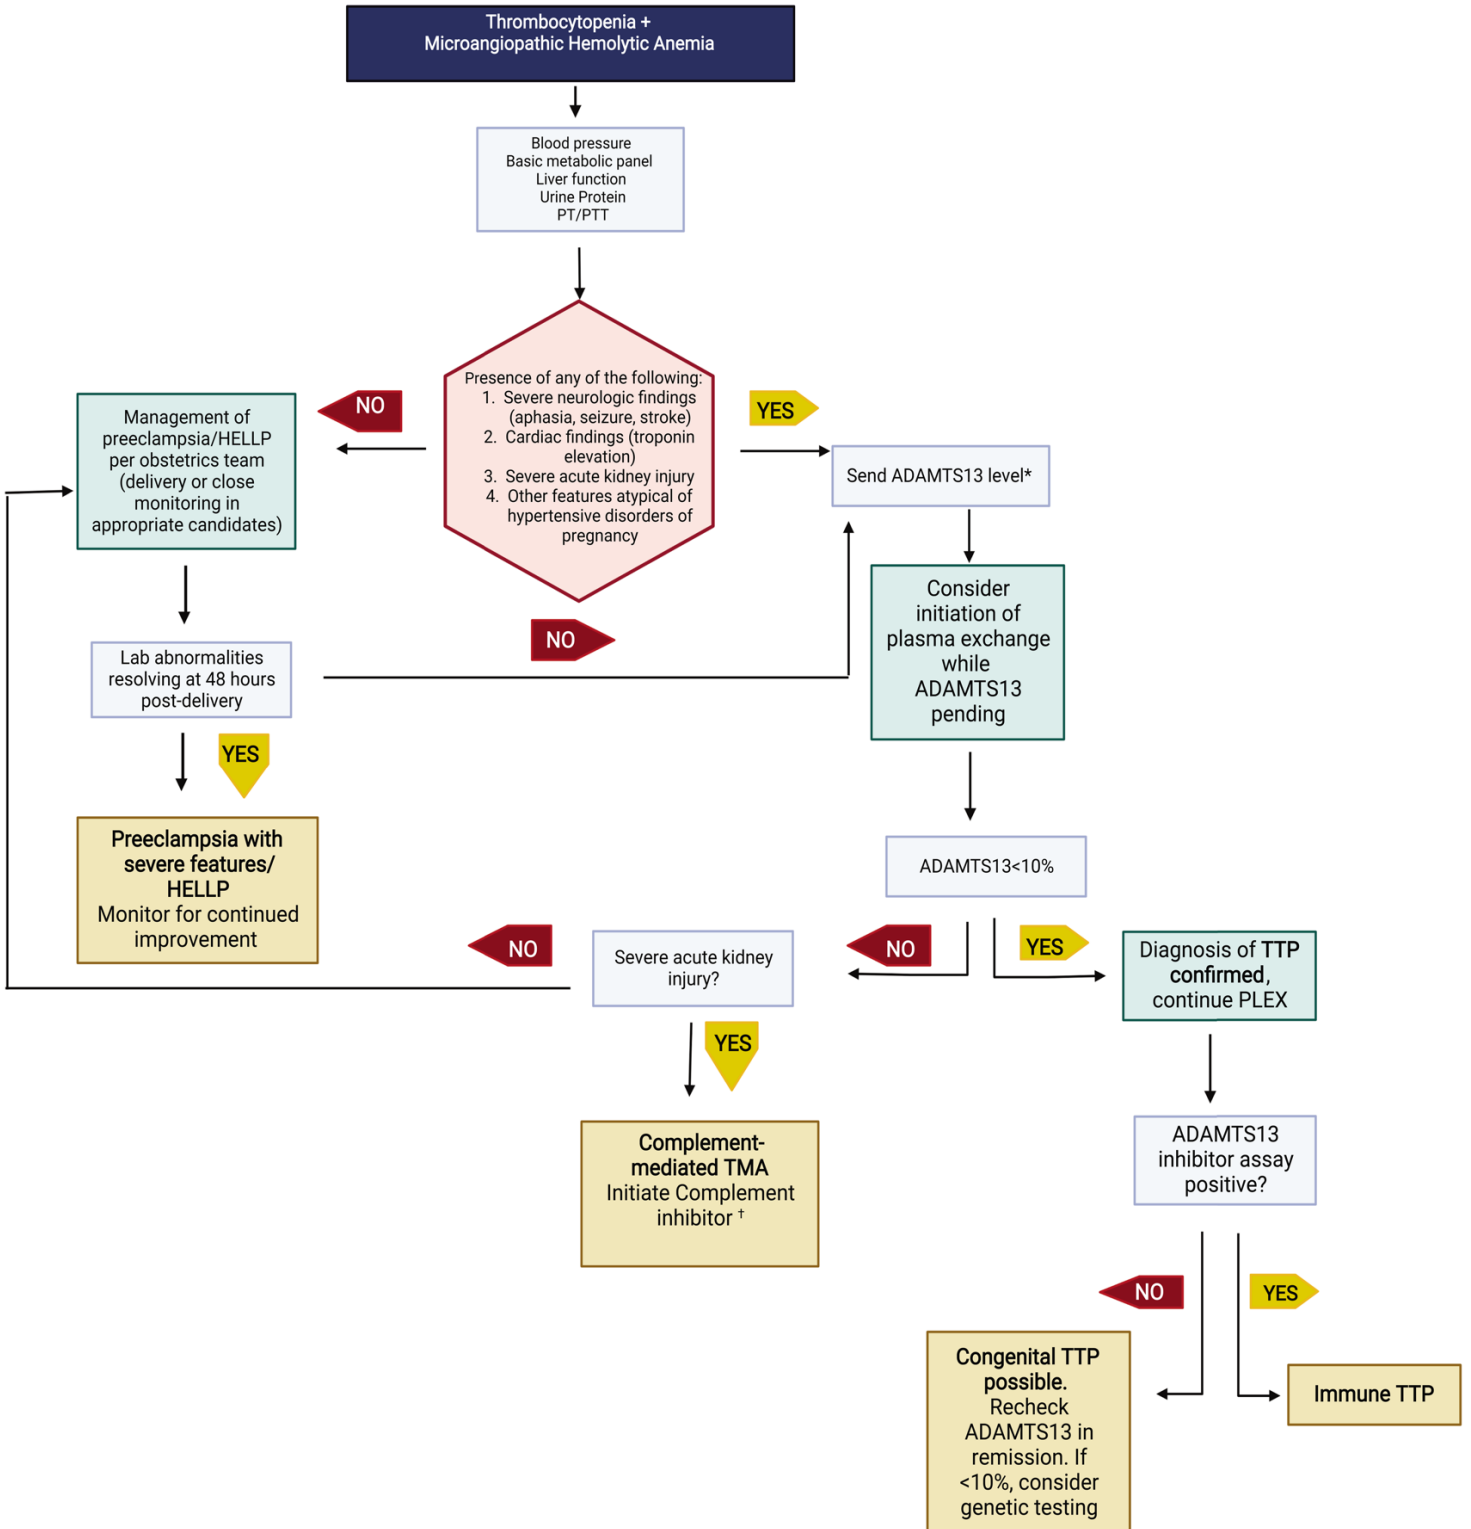 Thrombocytopenia +
Microangiopathic Hemolytic Anemia
Blood pressure
Basic metabolic panel
Liver function
Urine Protein
PT/PTT
Presence of any of the following:
1. Severe neurologic findings
(aphasia, seizure, stroke)
2. Cardiac findings (troponin
elevation)
3. Severe acute kidney injury
4. Other features atypical of
hypertensive disorders of
pregnancy
NO
YES
Management of
preeclampsia/HELLP
per obstetrics team
(delivery or close
monitoring in
appropriate candidates)
Send ADAMTS13 level*
Consider
initiation of
plasma exchange
while
ADAMTS13
pending
NO
Lab abnormalities
resolving at 48 hours
post-delivery
YES
Preeclampsia with
severe features/
HELLP
Monitor for continued
improvement
ADAMTS13<10%
NO
YES
Severe acute kidney
injury?
NO
YES
Diagnosis of TTP
confirmed,
continue PLEX
Complement-
mediated TMA
Initiate Complement
inhibitor †
ADAMTS13
inhibitor assay
positive?
NO
YES
Congenital TTP
possible.
Recheck
ADAMTS13 in
remission. If
<10%, consider
genetic testing
Immune TTP